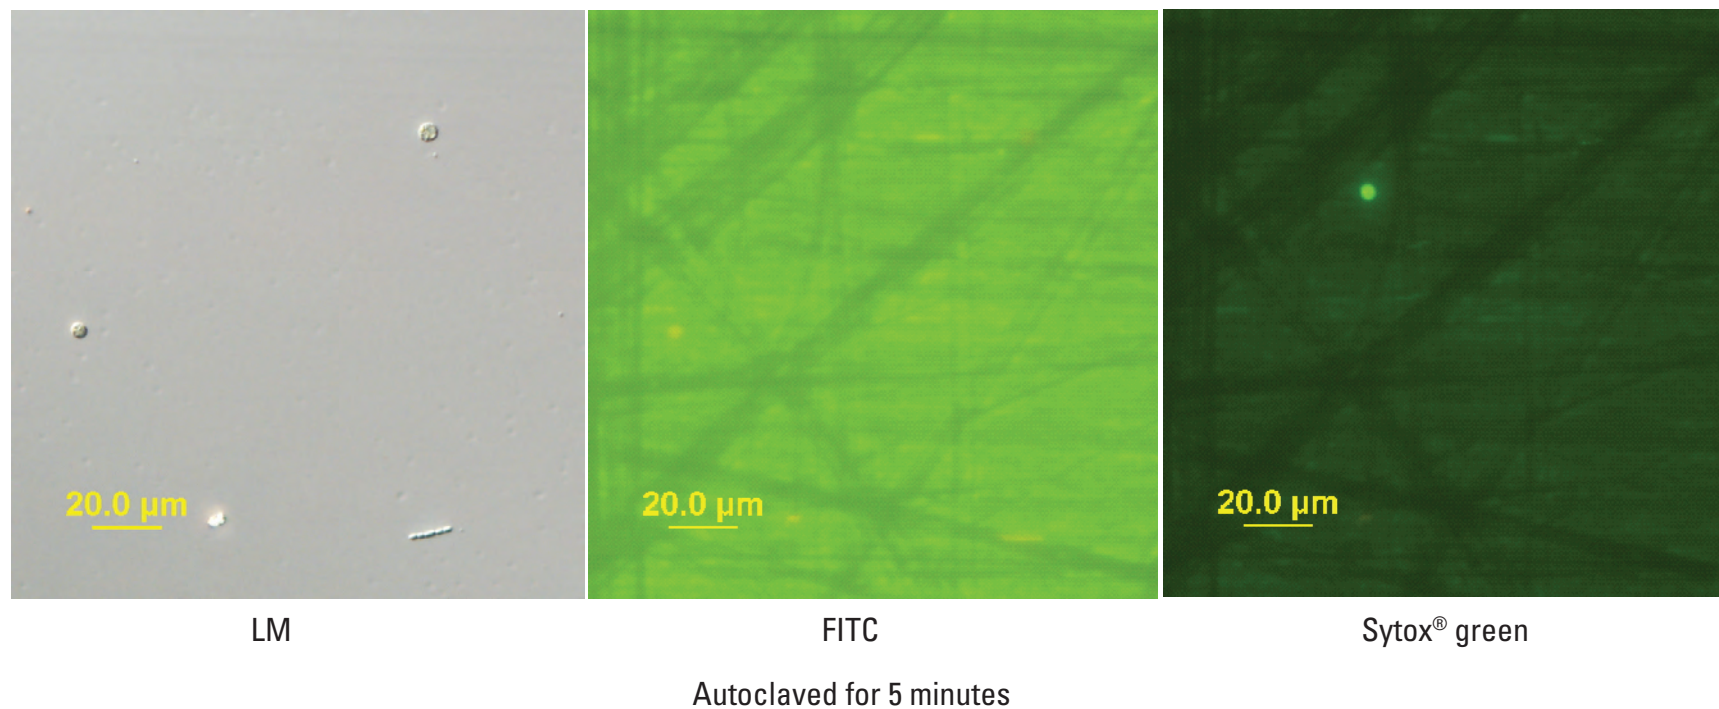 20.0 µm
20.0 µm
20.0 µm
LM
FITC
Sytox® green
Autoclaved for 5 minutes